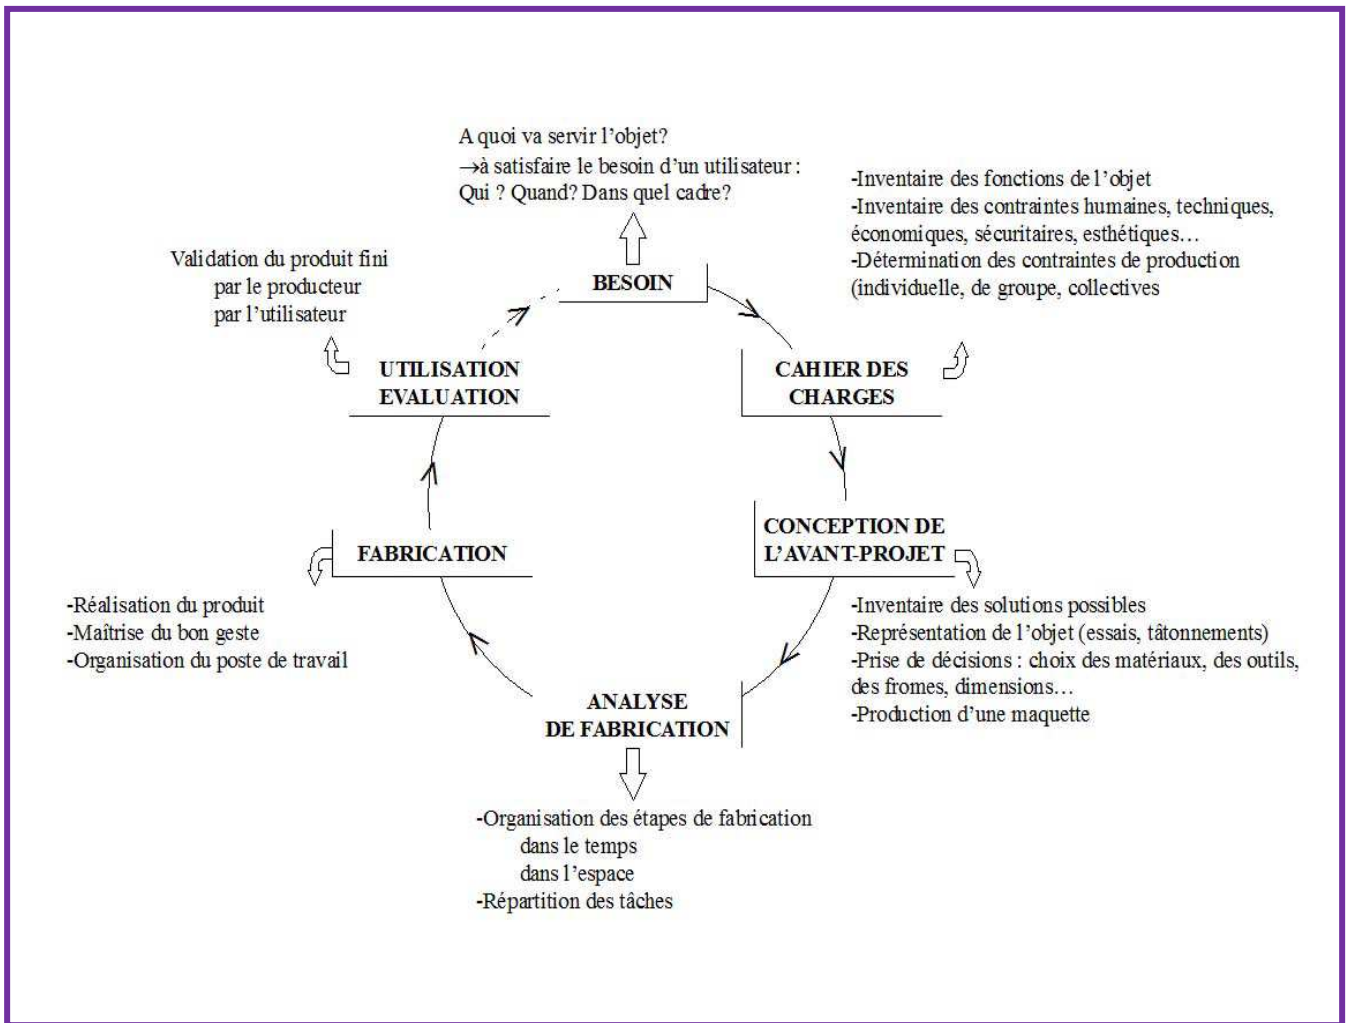 A quoi va servir l'objet?
→à satisfaire le besoin d'un utilisateur :
Qui ? Quand? Dans quel cadre?
BESOIN
-Inventaire des fonctions de l'objet
-Inventaire des contraintes humaines, techniques,
économiques, sécuritaires, esthétiques…
-Détermination des contraintes de production
(individuelle, de groupe, collectives
CAHIER DES
CHARGES
CONCEPTION DE
L'AVANT-PROJET
-Inventaire des solutions possibles
-Représentation de l'objet (essais, tâtonnements)
-Prise de décisions : choix des matériaux, des outils,
des fromes, dimensions…
-Production d'une maquette
ANALYSE
DE FABRICATION
-Organisation des étapes de fabrication
dans le temps
dans l'espace
-Répartition des tâches
FABRICATION
-Réalisation du produit
-Maîtrise du bon geste
-Organisation du poste de travail
UTILISATION
EVALUATION
Validation du produit fini
par le producteur
par l'utilisateur